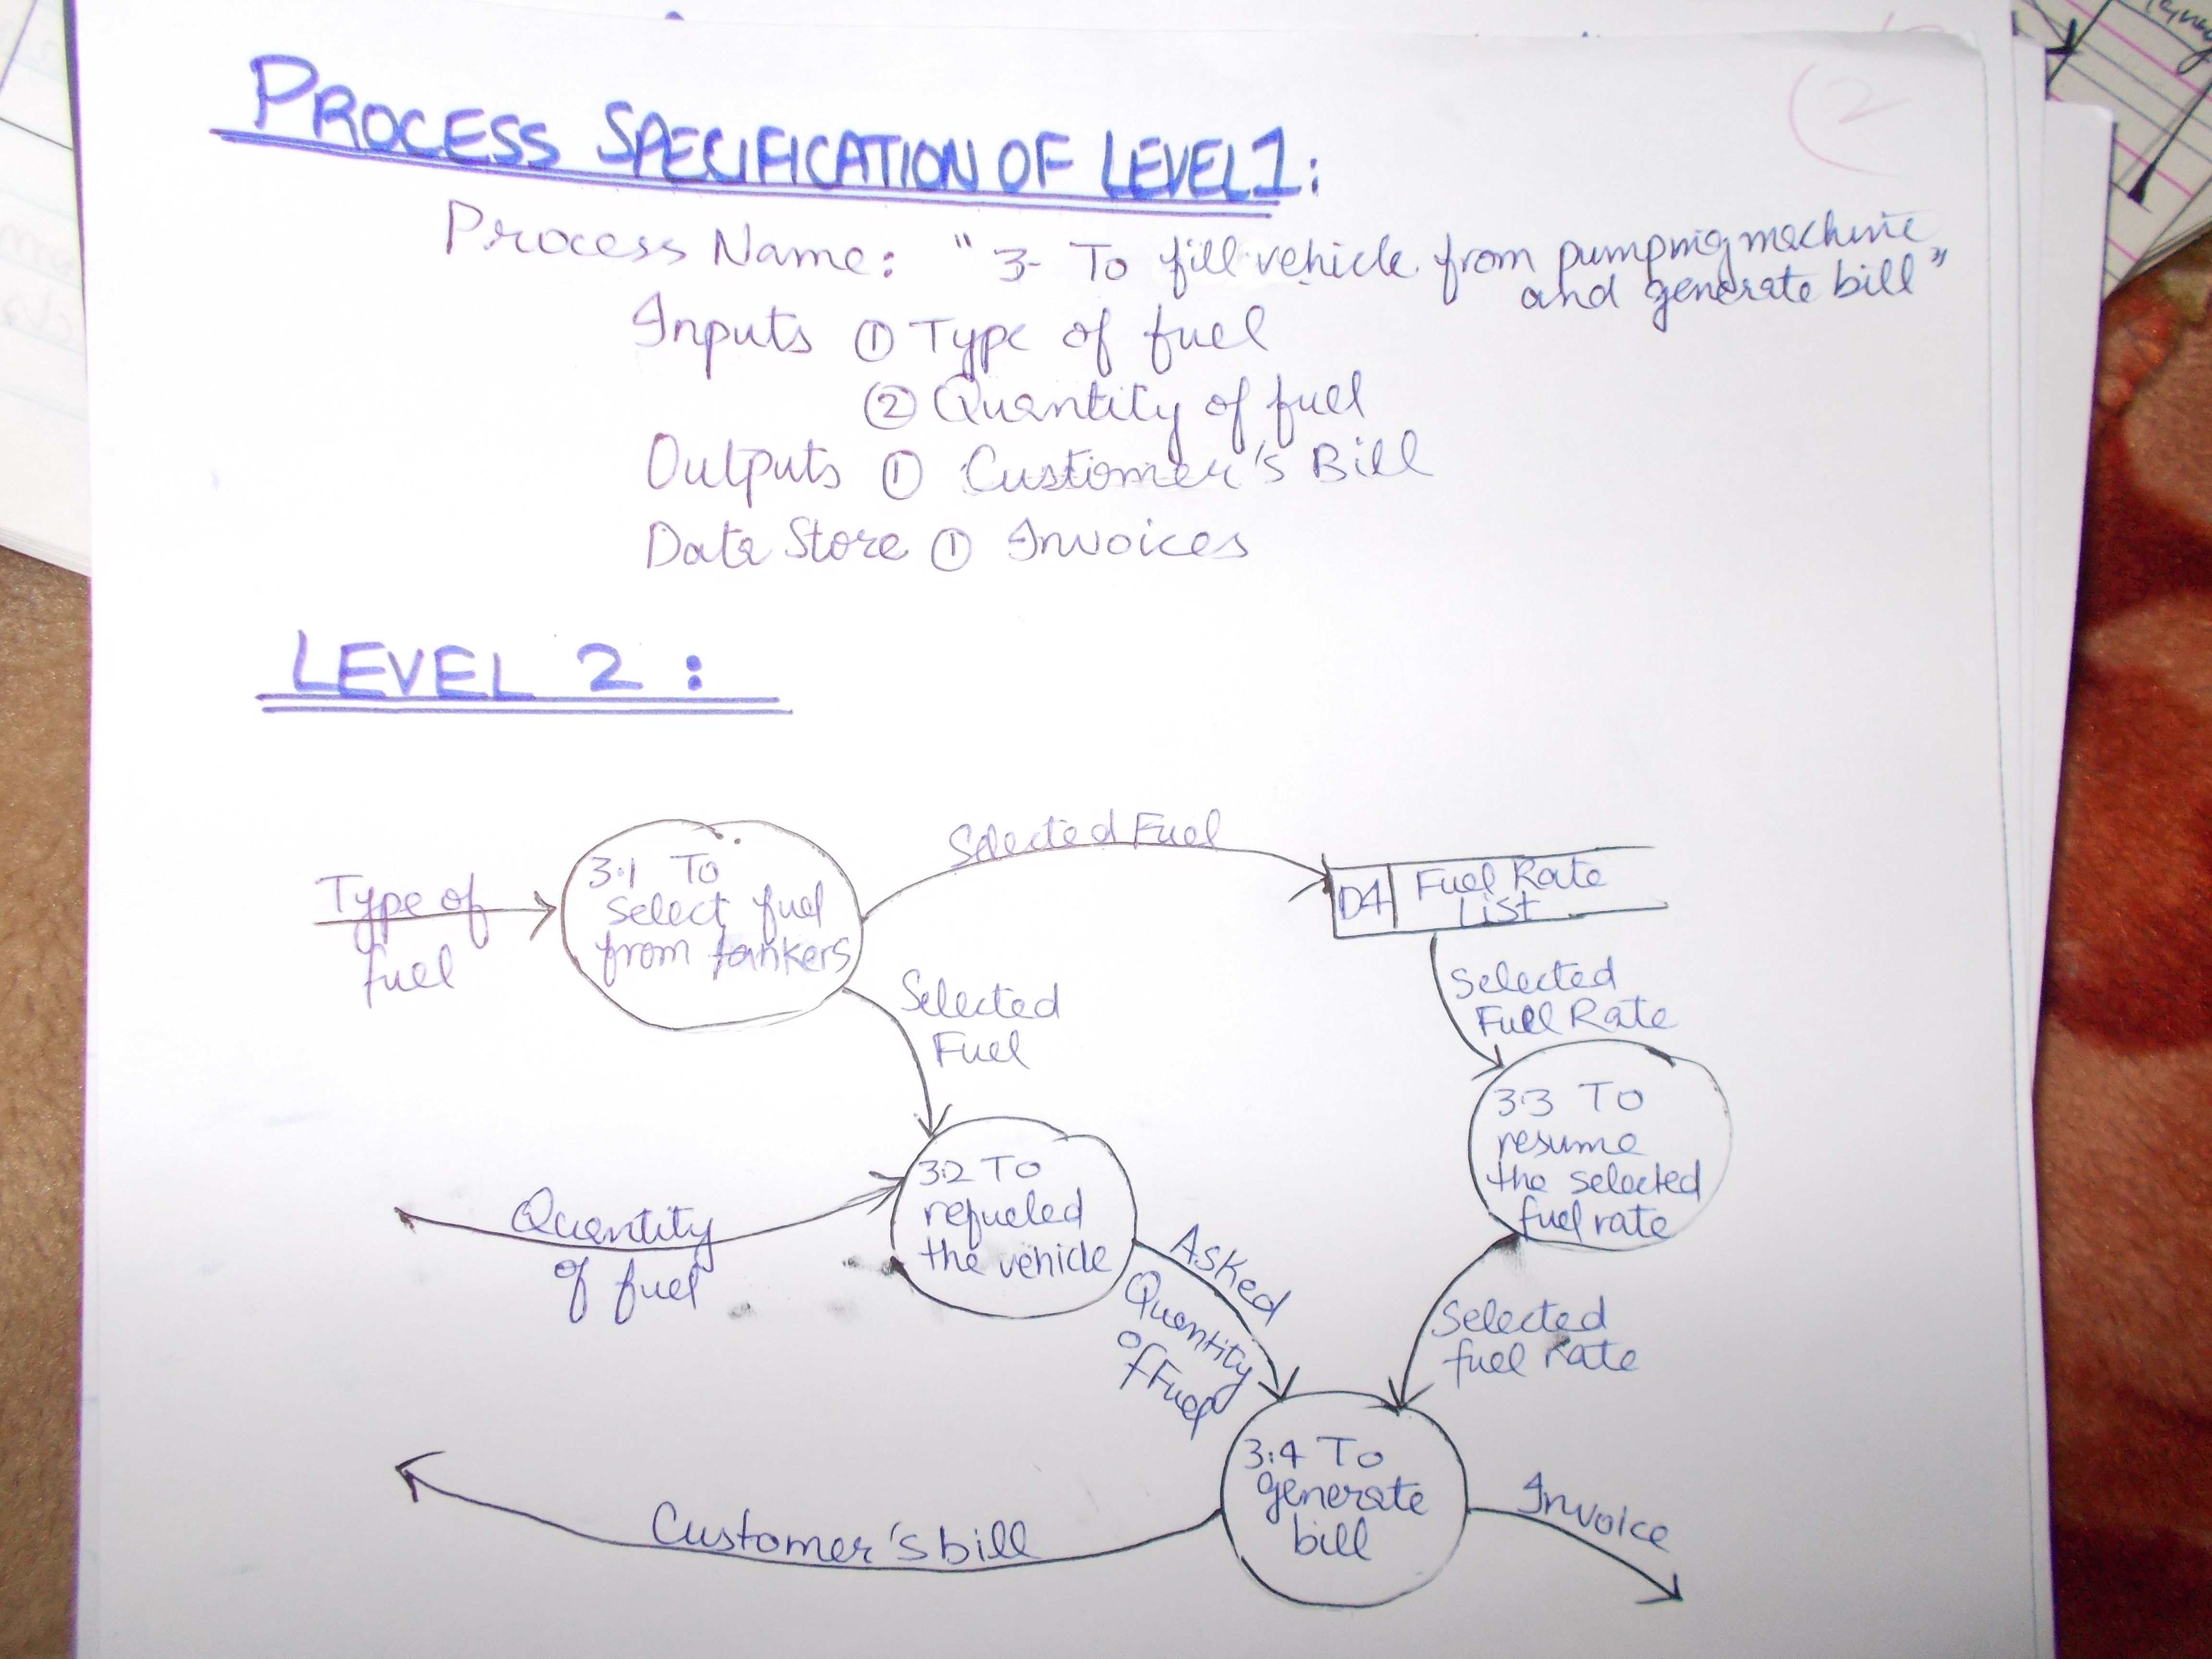 (2
PROCESS SPECIFICATION OF LEVEL 1:
Process Name: "3- To fill vehicle from pumping machine
and generate bill"
Inputs ① Type of fuel
② Quantity of fuel
Outputs ① Customer's Bill
Data Store ① Invoices
LEVEL 2 :
Selected Fuel
Type of
fuel
3.1 To
select fuel
from tankers
D4 Fuel Rate
List
Selected
Fuel
Selected
Fuel Rate
3.3 To
resume
the selected
fuel rate
3.2 To
refueled
the vehicle
Quantity
of fuel
Asked
Quantity
of Fuel
Selected
fuel rate
3.4 To
generate
bill
Customer's bill
Invoice